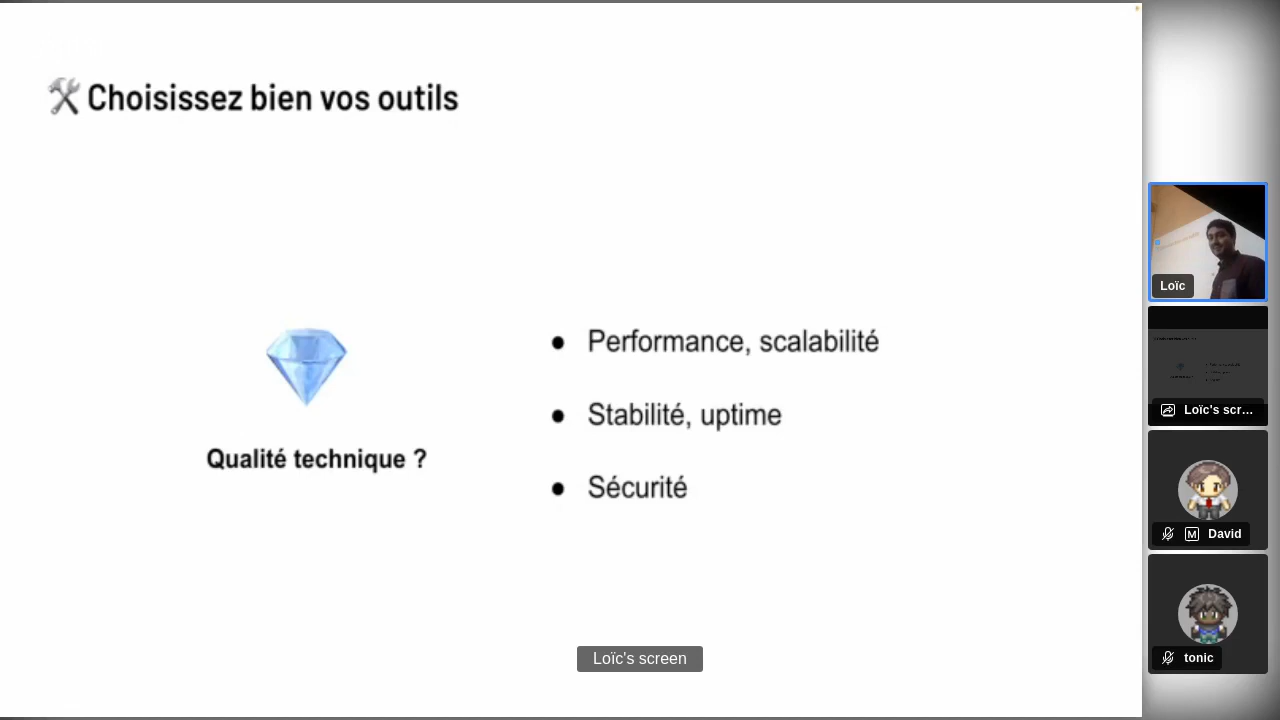 Choisissez bien vos outils
Qualité technique ?
● Performance, scalabilité
● Stabilité, uptime
● Sécurité
Loïc's screen
Loïc
Loïc's scr...
M David
tonic